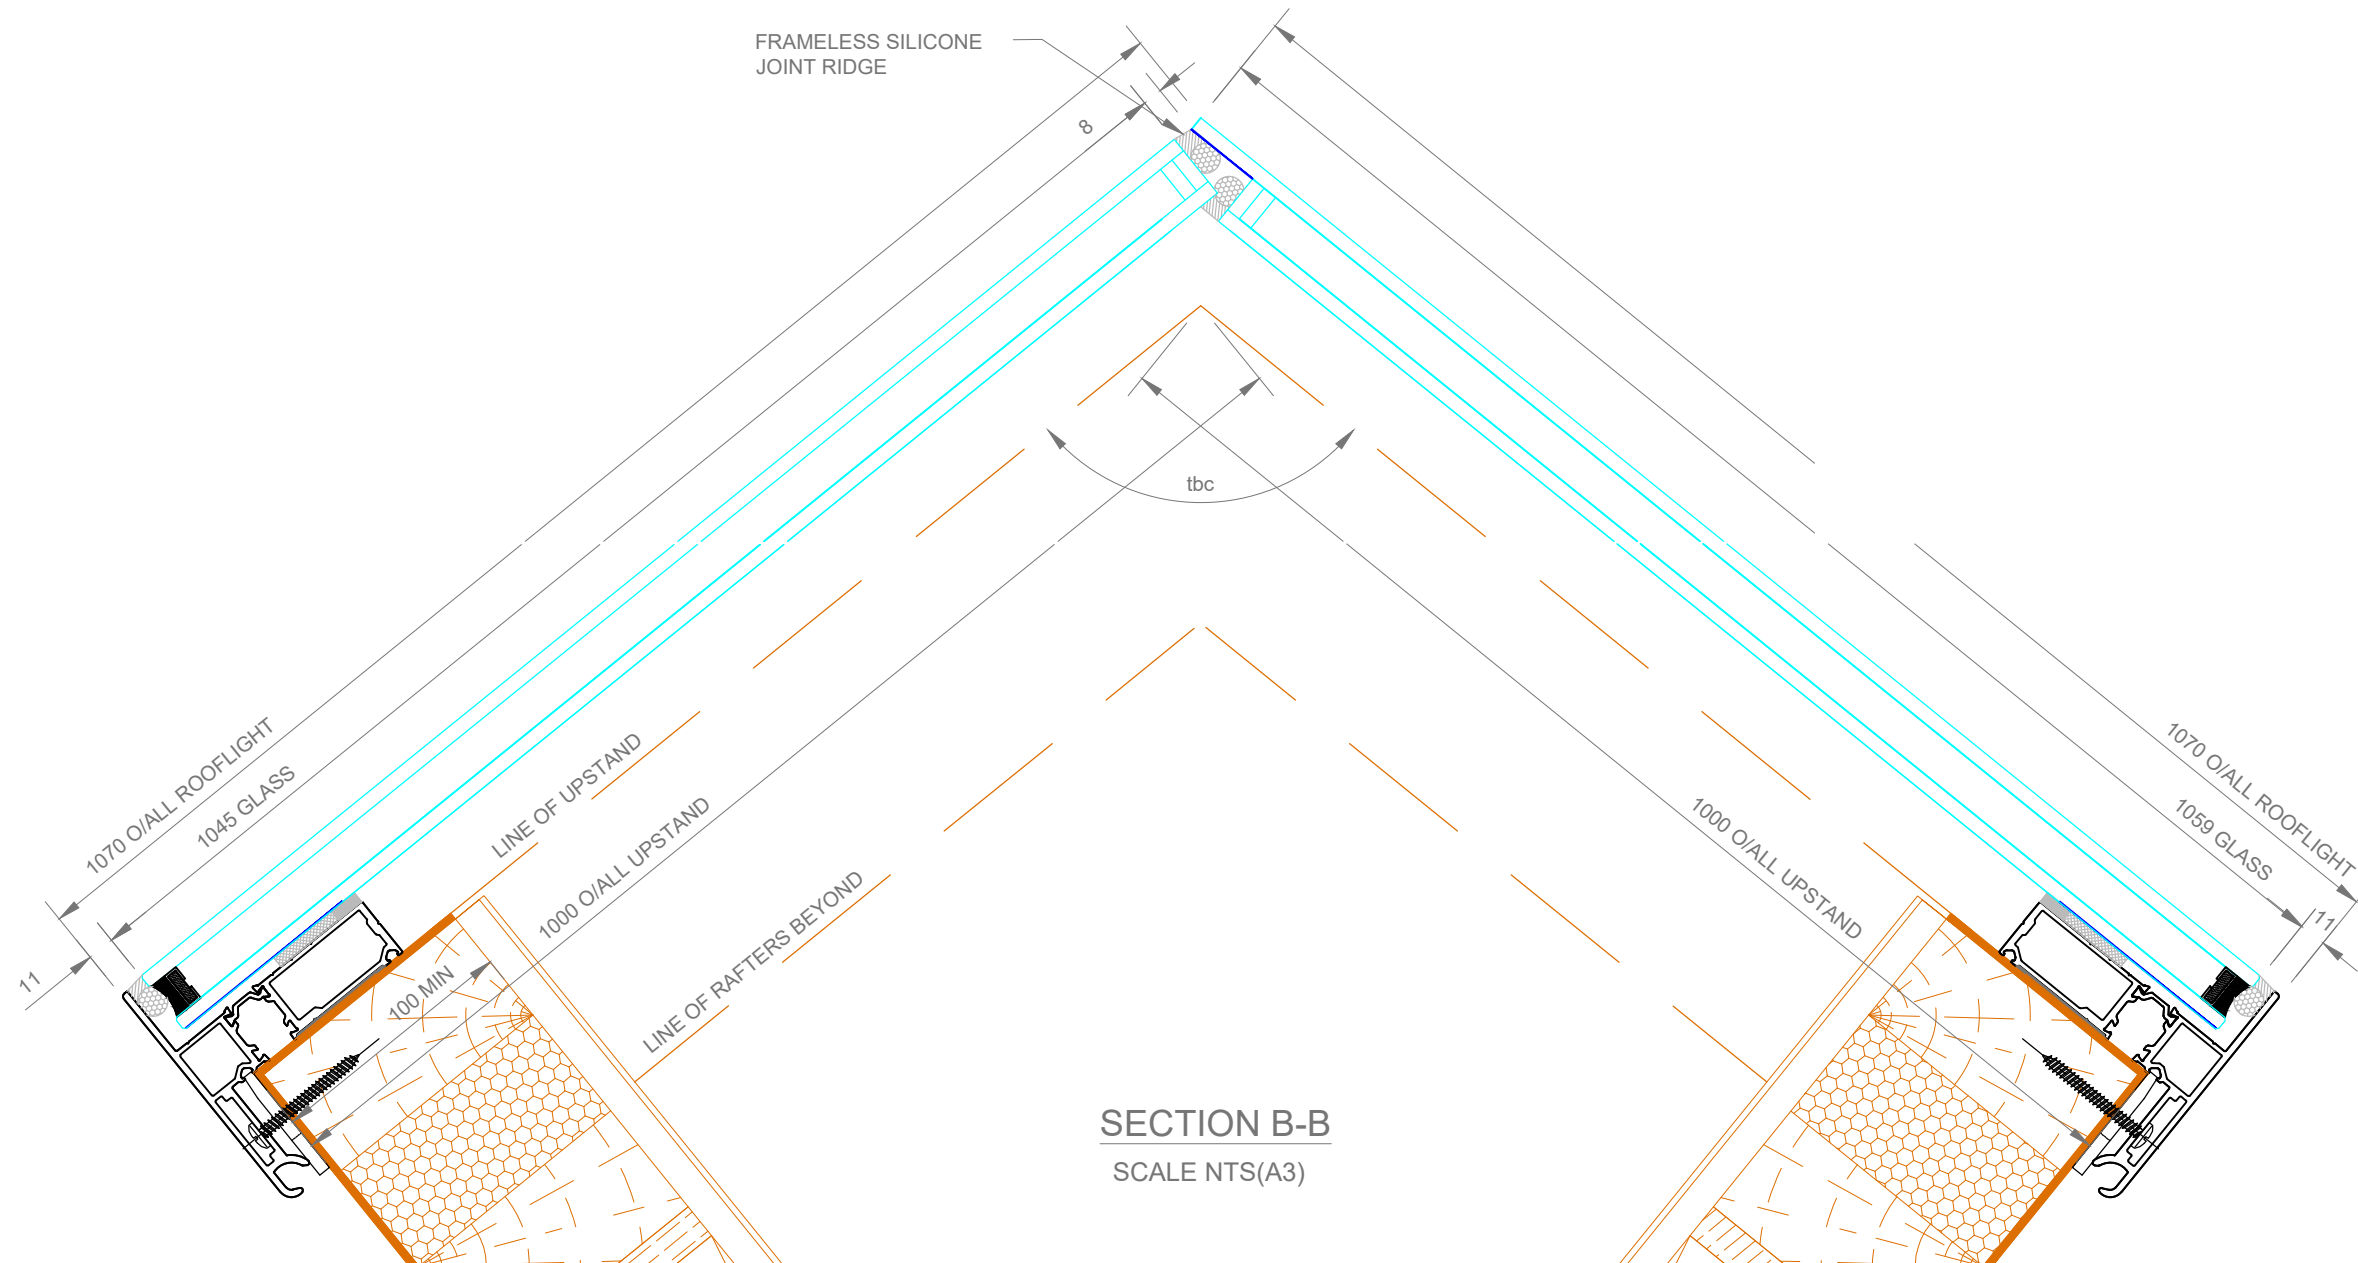 FRAMELESS SILICONE
JOINT RIDGE
8
tbc
1070 O/ALL ROOFLIGHT
1045 GLASS
11
LINE OF UPSTAND
1000 O/ALL UPSTAND
100 MIN
LINE OF RAFTERS BEYOND
1070 O/ALL ROOFLIGHT
1059 GLASS
11
1000 O/ALL UPSTAND
SECTION B-B
SCALE NTS(A3)